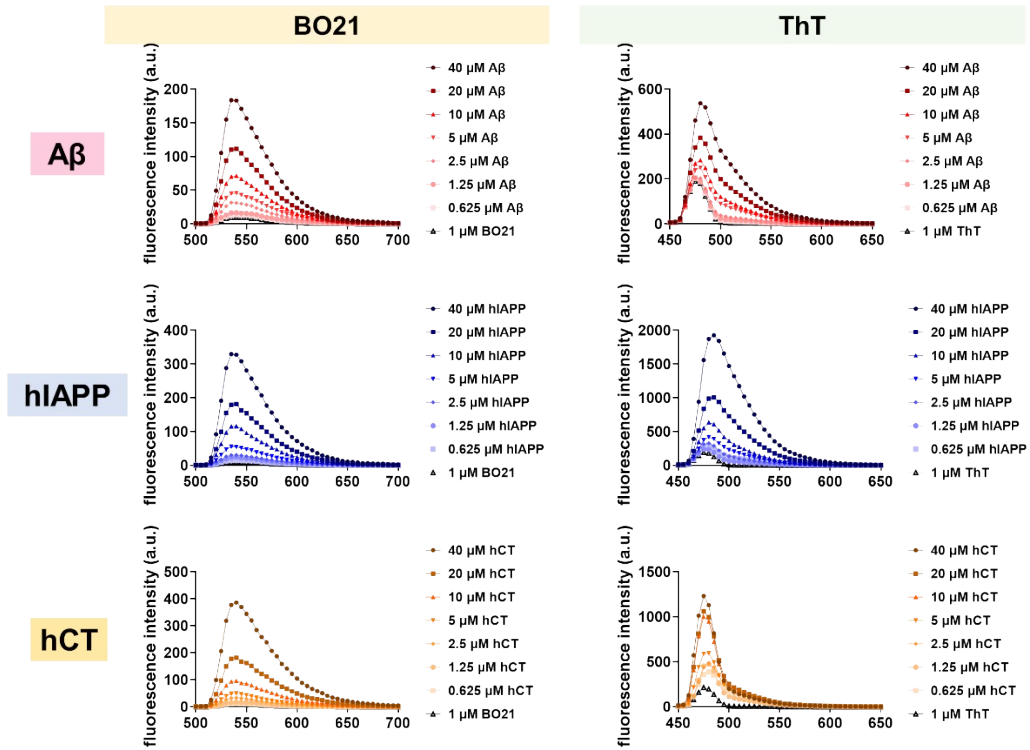 BO21
ThT
Aβ
fluorescence intensity (a.u.)
200
150
100
50
0
500
550
600
650
700
40 μM Aβ
20 μM Aβ
10 μM Aβ
5 μM Aβ
2.5 μM Aβ
1.25 μM Aβ
0.625 μM Aβ
1 μM BO21
fluorescence intensity (a.u.)
600
400
200
0
450
500
550
600
650
40 μM Aβ
20 μM Aβ
10 μM Aβ
5 μM Aβ
2.5 μM Aβ
1.25 μM Aβ
0.625 μM Aβ
1 μM ThT
hIAPP
fluorescence intensity (a.u.)
400
300
200
100
0
500
550
600
650
700
40 μM hIAPP
20 μM hIAPP
10 μM hIAPP
5 μM hIAPP
2.5 μM hIAPP
1.25 μM hIAPP
0.625 μM hIAPP
1 μM BO21
fluorescence intensity (a.u.)
2000
1500
1000
500
0
450
500
550
600
650
40 μM hIAPP
20 μM hIAPP
10 μM hIAPP
5 μM hIAPP
2.5 μM hIAPP
1.25 μM hIAPP
0.625 μM hIAPP
1 μM ThT
hCT
fluorescence intensity (a.u.)
500
400
300
200
100
0
500
550
600
650
700
40 μM hCT
20 μM hCT
10 μM hCT
5 μM hCT
2.5 μM hCT
1.25 μM hCT
0.625 μM hCT
1 μM BO21
fluorescence intensity (a.u.)
1500
1000
500
0
450
500
550
600
650
40 μM hCT
20 μM hCT
10 μM hCT
5 μM hCT
2.5 μM hCT
1.25 μM hCT
0.625 μM hCT
1 μM ThT